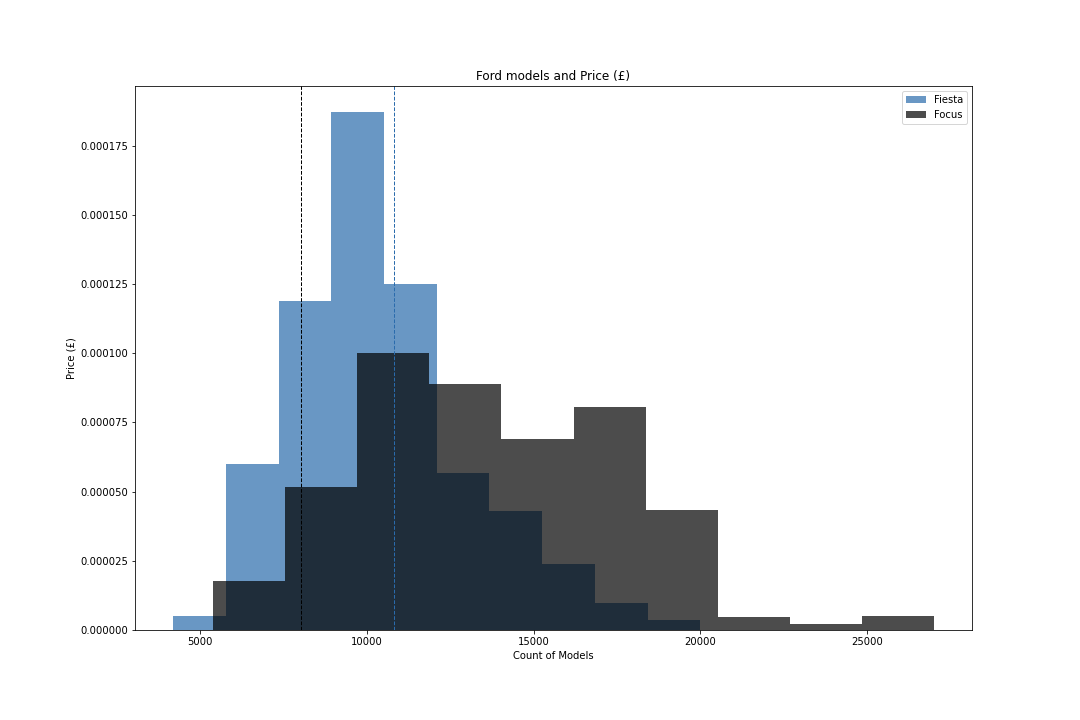 Ford models and Price (£)
Fiesta
Focus
0.000175
0.000150
0.000125
0.000100
0.000075
0.000050
0.000025
0.000000
Price (£)
5000 10000 15000 20000 25000
Count of Models